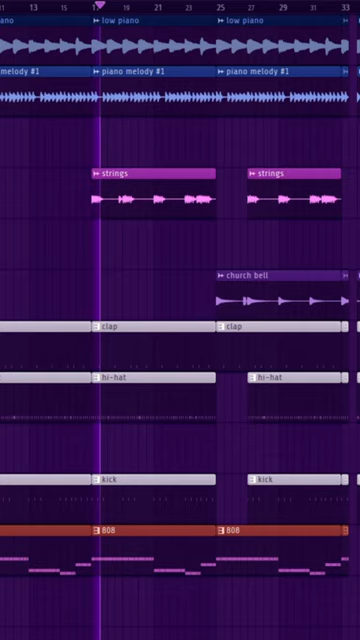 11 13 15 17 19 21 23 25 27 29 31 33
ano low piano low piano
melody #1 piano melody #1 piano melody #1
strings strings
church bell
clap clap
hi-hat hi-hat
kick kick
808 808